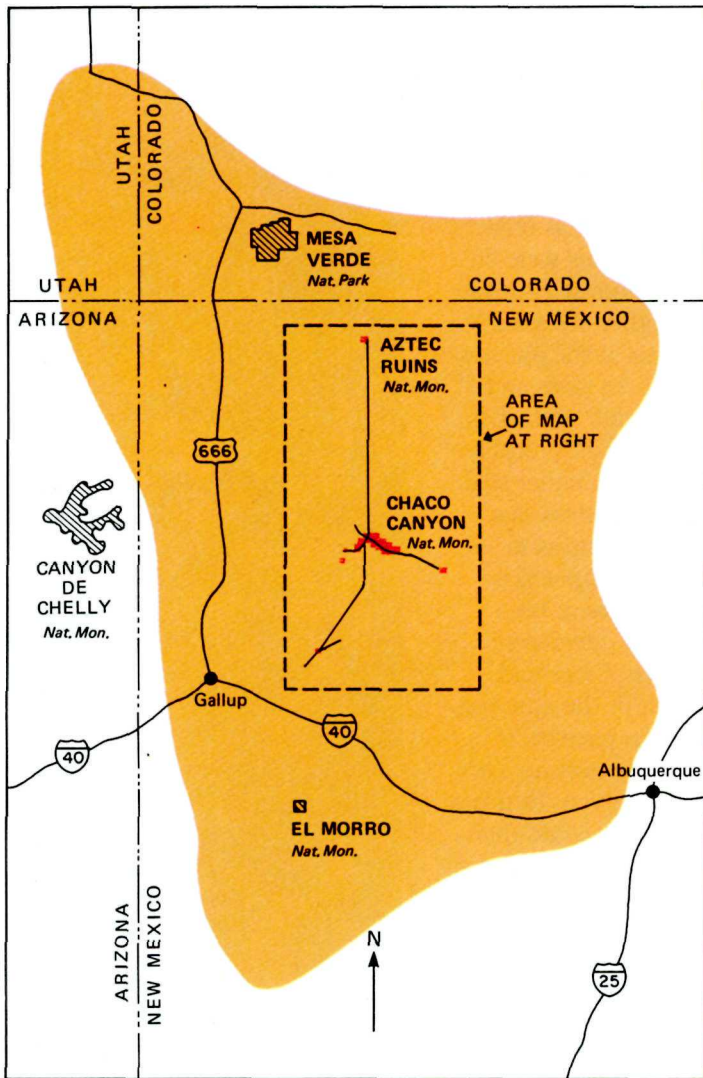 UTAH
COLORADO
MESA
VERDE
Nat. Park
UTAH
COLORADO
ARIZONA
NEW MEXICO
AZTEC
RUINS
Nat. Mon.
AREA
OF MAP
AT RIGHT
666
CHACO
CANYON
Nat. Mon.
CANYON
DE
CHELLY
Nat. Mon.
Gallup
40
40
Albuquerque
EL MORRO
Nat. Mon.
ARIZONA
NEW MEXICO
N
25